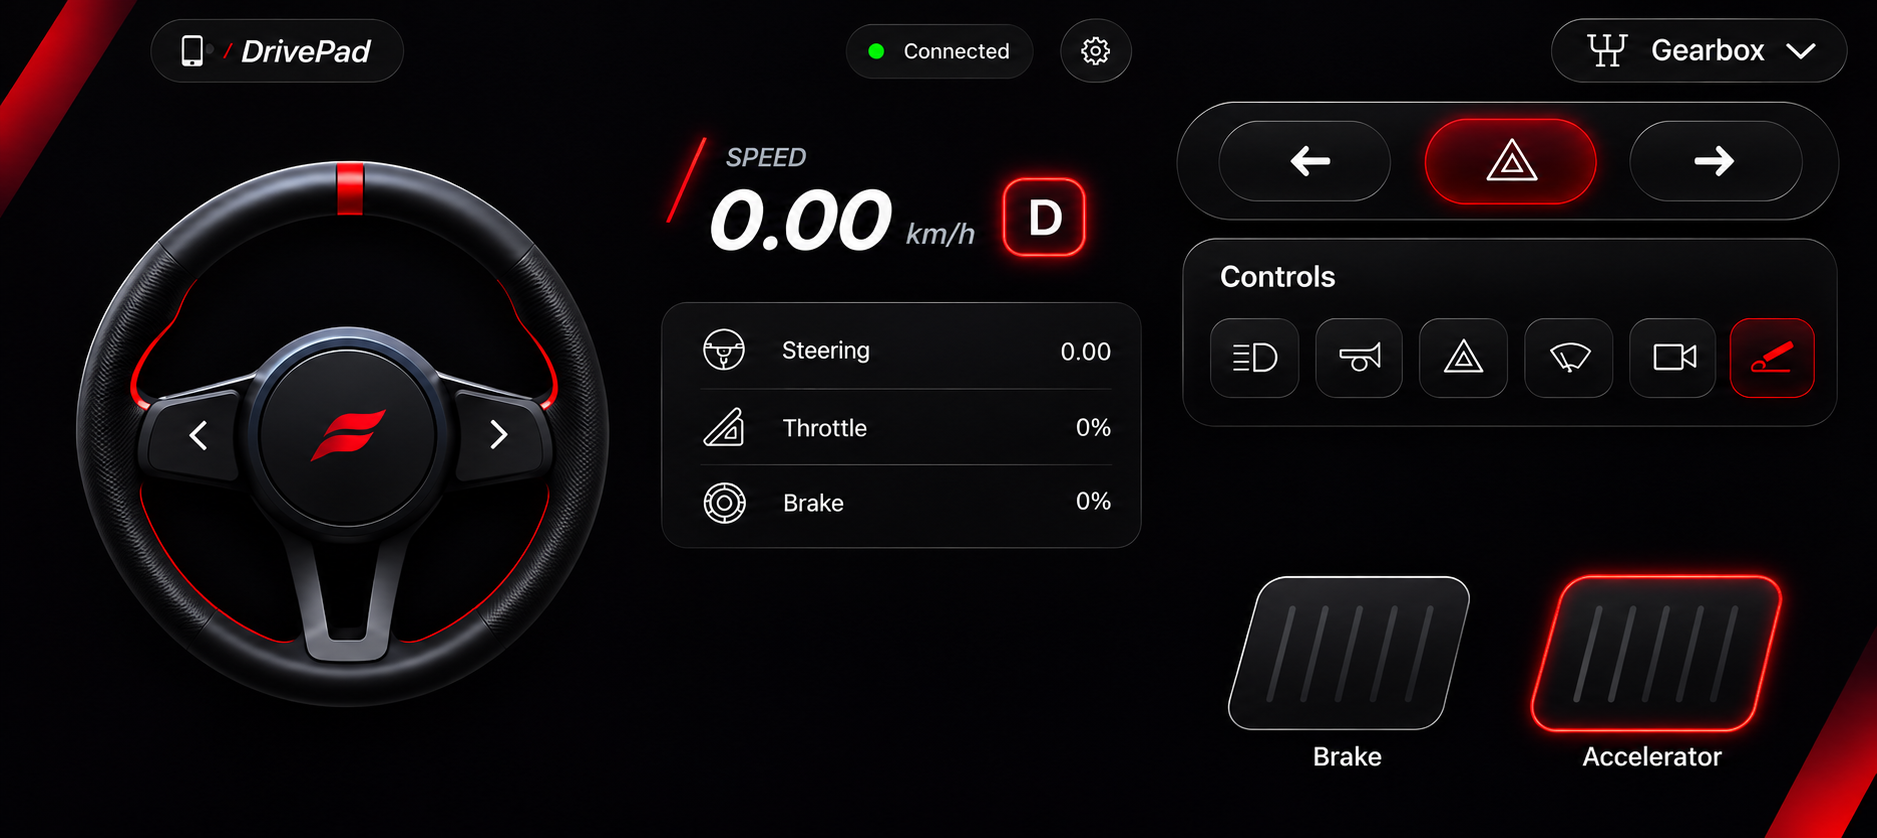 DrivePad
Connected
Gearbox
SPEED
0.00 km/h
D
Controls
Steering 0.00
Throttle 0%
Brake 0%
Brake
Accelerator